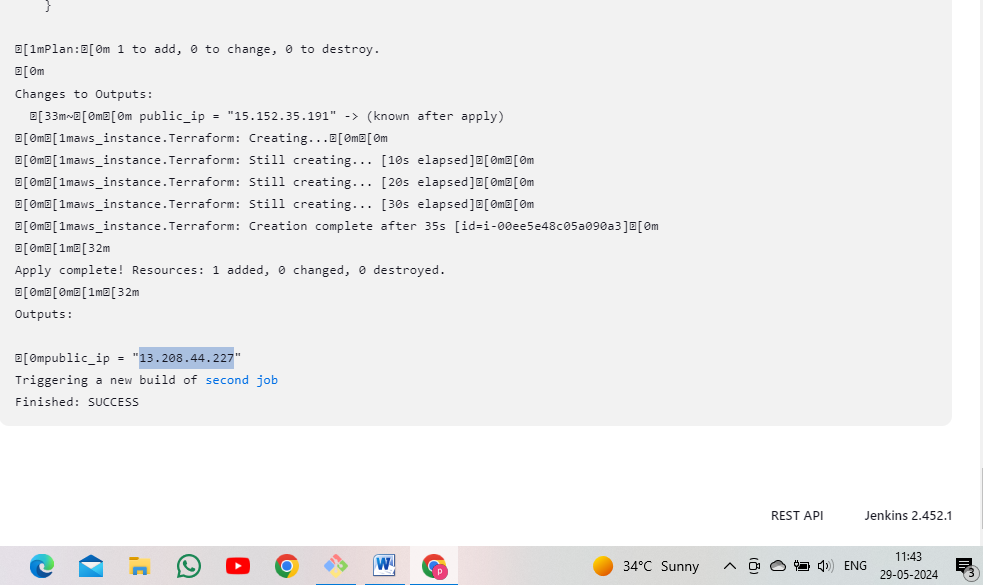 }
␛[1mPlan:␛[0m 1 to add, 0 to change, 0 to destroy.
␛[0m
Changes to Outputs:
␛[33m~␛[0m␛[0m public_ip = "15.152.35.191" -> (known after apply)
␛[0m␛[1maws_instance.Terraform: Creating...␛[0m␛[0m
␛[0m␛[1maws_instance.Terraform: Still creating... [10s elapsed]␛[0m␛[0m
␛[0m␛[1maws_instance.Terraform: Still creating... [20s elapsed]␛[0m␛[0m
␛[0m␛[1maws_instance.Terraform: Still creating... [30s elapsed]␛[0m␛[0m
␛[0m␛[1maws_instance.Terraform: Creation complete after 35s [id=i-00ee5e48c05a090a3]␛[0m
␛[0m␛[1m␛[32m
Apply complete! Resources: 1 added, 0 changed, 0 destroyed.
␛[0m␛[0m␛[1m␛[32m
Outputs:
␛[0mpublic_ip = "13.208.44.227"
Triggering a new build of second job
Finished: SUCCESS
REST API
Jenkins 2.452.1
W
p
34°C Sunny
ENG
11:43
29-05-2024
3